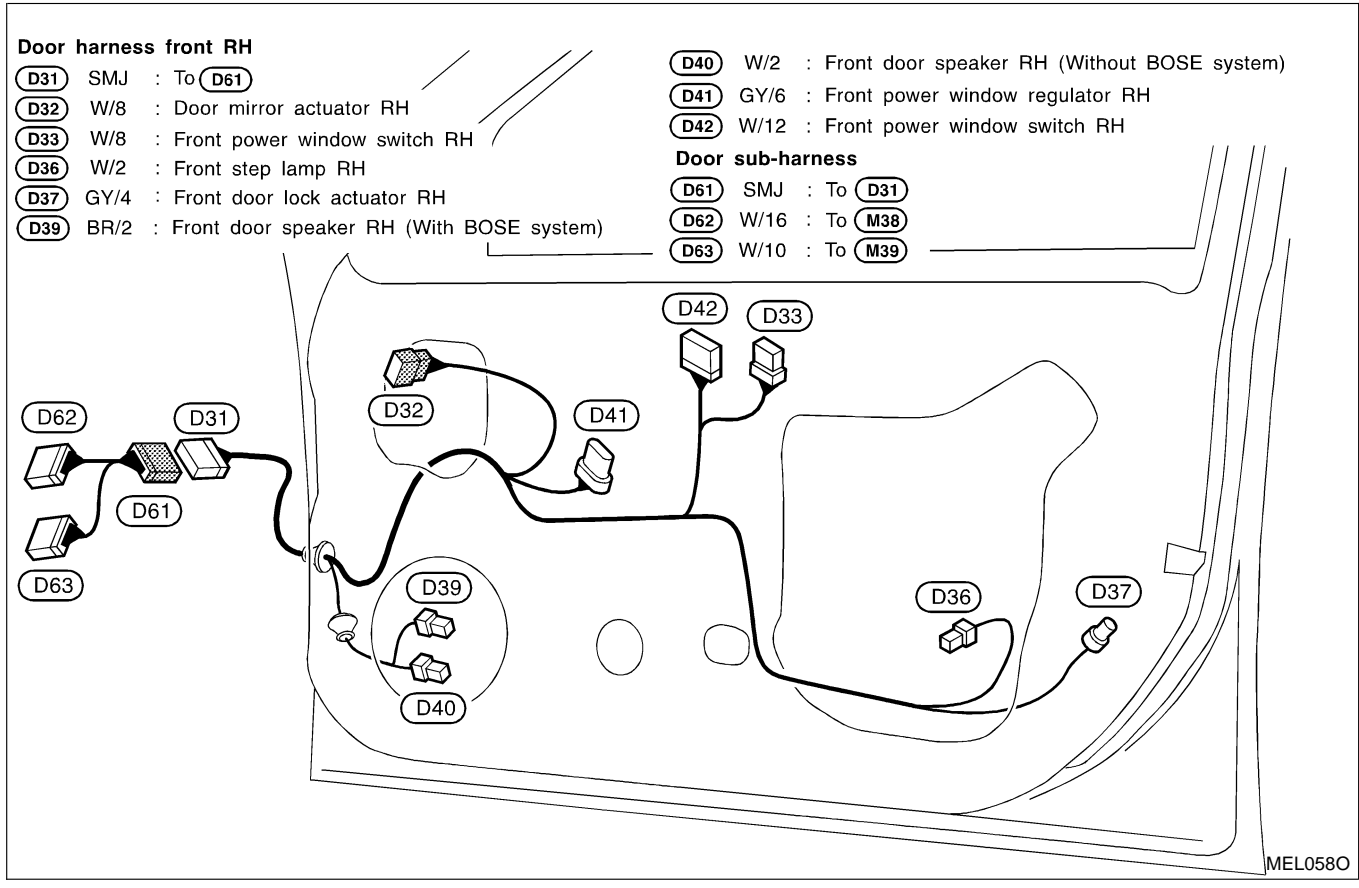 Door harness front RH
D31 SMJ : To D61
D32 W/8 : Door mirror actuator RH
D33 W/8 : Front power window switch RH
D36 W/2 : Front step lamp RH
D37 GY/4 : Front door lock actuator RH
D39 BR/2 : Front door speaker RH (With BOSE system)
D40 W/2 : Front door speaker RH (Without BOSE system)
D41 GY/6 : Front power window regulator RH
D42 W/12 : Front power window switch RH
Door sub-harness
D61 SMJ : To D31
D62 W/16 : To M38
D63 W/10 : To M39
D42
D33
D32
D41
D62
D31
D61
D63
D39
D40
D36
D37
MEL058O